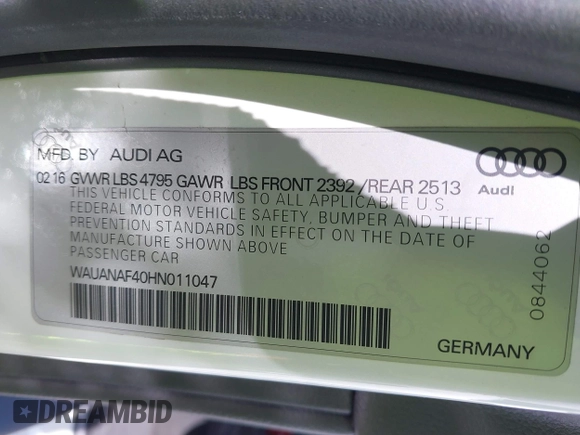 MFD. BY AUDI AG
02 16 GVWR LBS 4795 GAWR LBS FRONT 2392 /REAR 2513
THIS VEHICLE CONFORMS TO ALL APPLICABLE U.S
FEDERAL MOTOR VEHICLE SAFETY, BUMPER AND THEFT
PREVENTION STANDARDS IN EFFECT ON THE DATE OF
MANUFACTURE SHOWN ABOVE
PASSENGER CAR
WAUANAF40HN011047
Audi
0844062
GERMANY
DREAMBID